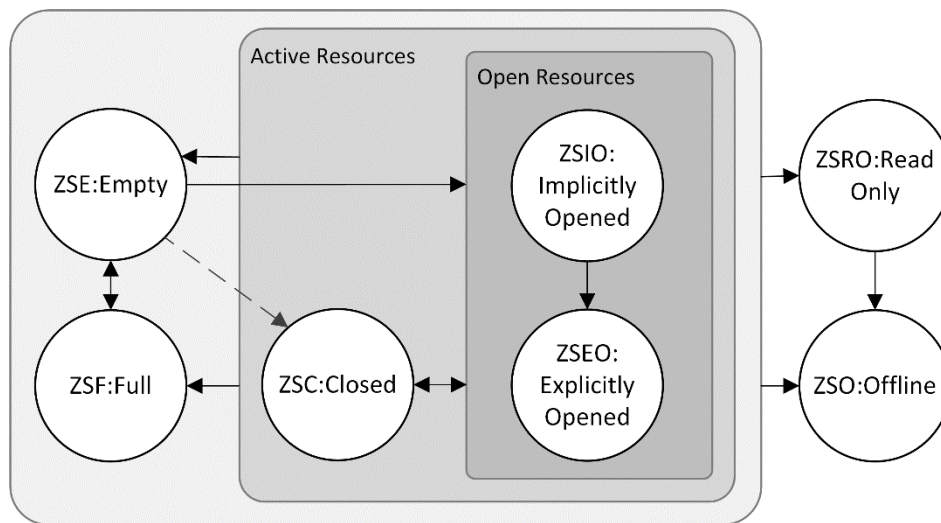 Active Resources
Open Resources
ZSE:Empty
ZSIO:
Implicitly
Opened
ZSRO:Read
Only
ZSF:Full
ZSC:Closed
ZSEO:
Explicitly
Opened
ZSO:Offline